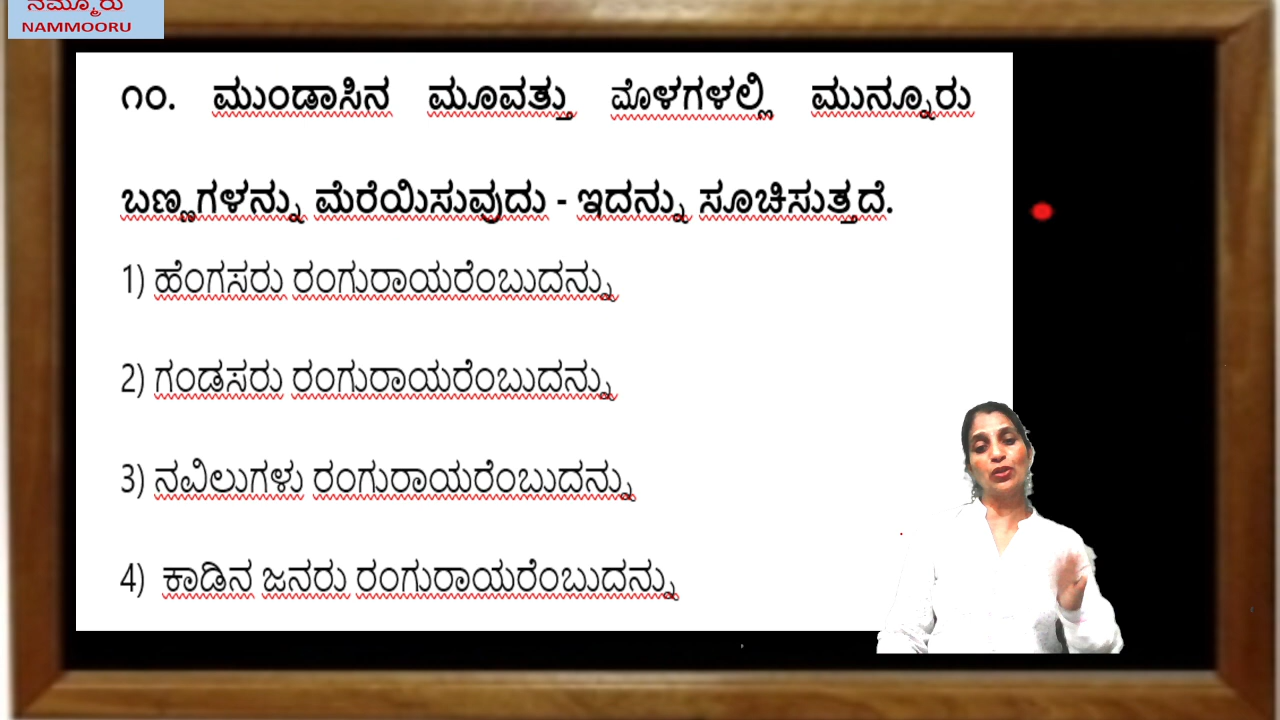 ನಮ್ಮೂರು
NAMMOORU
೧೦. ಮುಂಡಾಸಿನ ಮೂವತ್ತು ಮೊಳಗಳಲ್ಲಿ ಮುನ್ನೂರು
ಬಣ್ಣಗಳನ್ನು ಮೆರೆಯಿಸುವುದು - ಇದನ್ನು ಸೂಚಿಸುತ್ತದೆ.
1) ಹೆಂಗಸರು ರಂಗುರಾಯರೆಂಬುದನ್ನು
2) ಗಂಡಸರು ರಂಗುರಾಯರೆಂಬುದನ್ನು
3) ನವಿಲುಗಳು ರಂಗುರಾಯರೆಂಬುದನ್ನು
4) ಕಾಡಿನ ಜನರು ರಂಗುರಾಯರೆಂಬುದನ್ನು